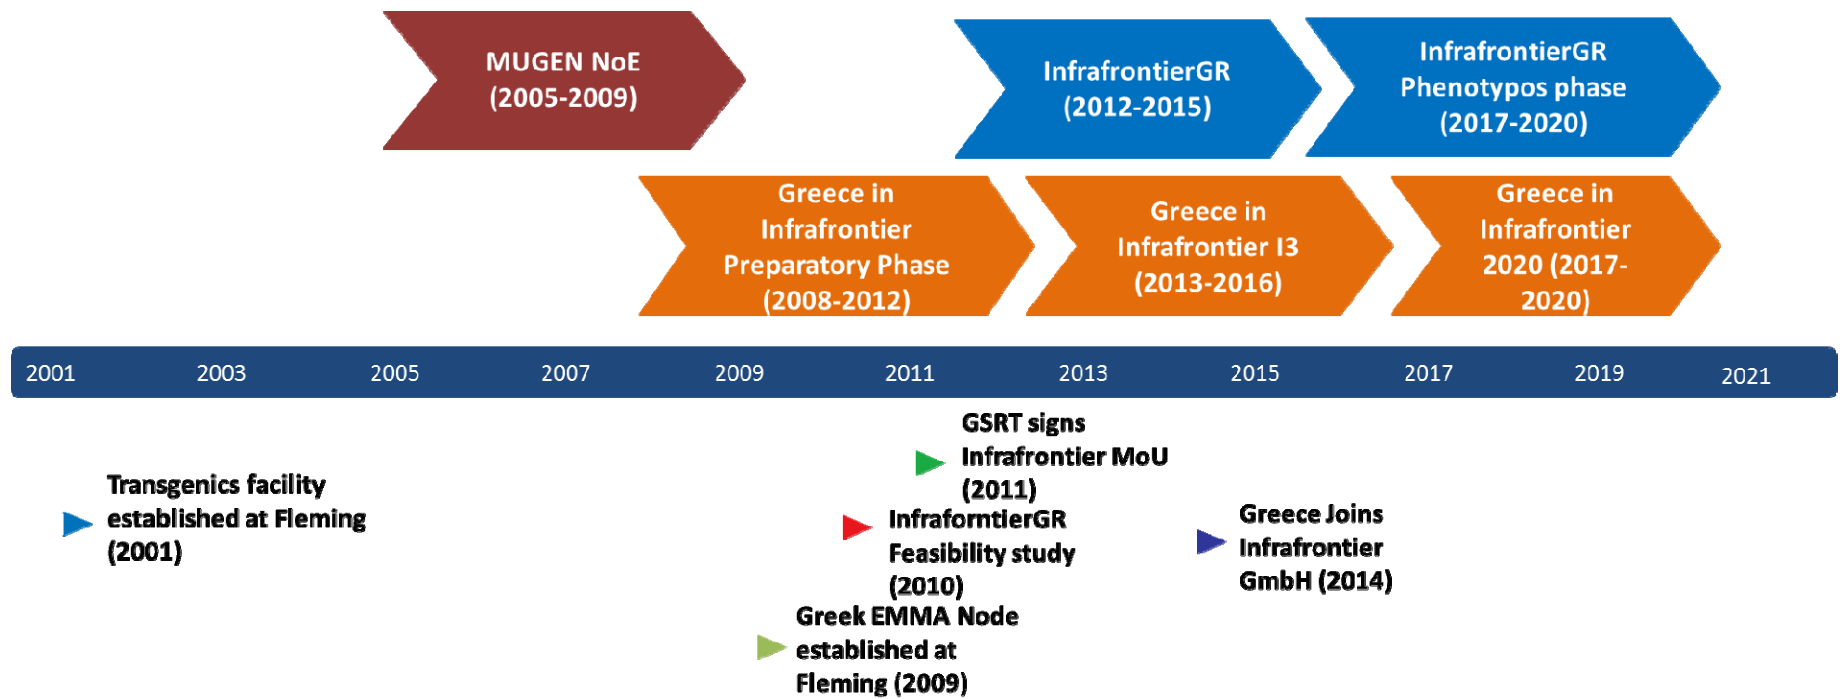 MUGEN NoE
(2005-2009)
InfrafrontierGR
(2012-2015)
InfrafrontierGR
Phenotypos phase
(2017-2020)
Greece in
Infrafrontier
Preparatory Phase
(2008-2012)
Greece in
Infrafrontier I3
(2013-2016)
Greece in
Infrafrontier
2020 (2017-
2020)
2001 2003 2005 2007 2009 2011 2013 2015 2017 2019 2021
Transgenics facility
established at Fleming
(2001)
GSRT signs
Infrafrontier MoU
(2011)
InfraforntierGR
Feasibility study
(2010)
Greek EMMA Node
established at
Fleming (2009)
Greece Joins
Infrafrontier
GmbH (2014)